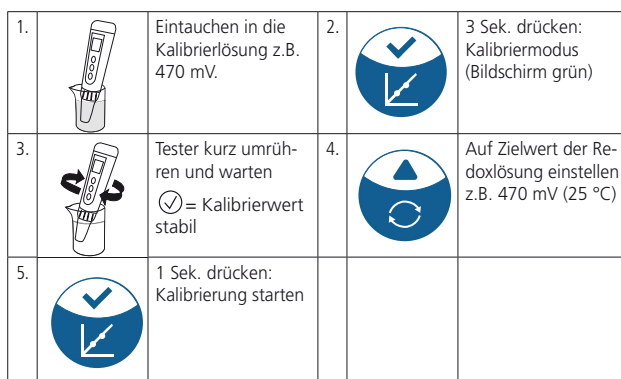 1.
Eintauchen in die
Kalibrierlösung z.B.
470 mV.
2.
3 Sek. drücken:
Kalibriermodus
(Bildschirm grün)
3.
Tester kurz umrüh-
ren und warten
= Kalibrierwert
stabil
4.
Auf Zielwert der Re-
doxlösung einstellen
z.B. 470 mV (25 °C)
5.
1 Sek. drücken:
Kalibrierung starten